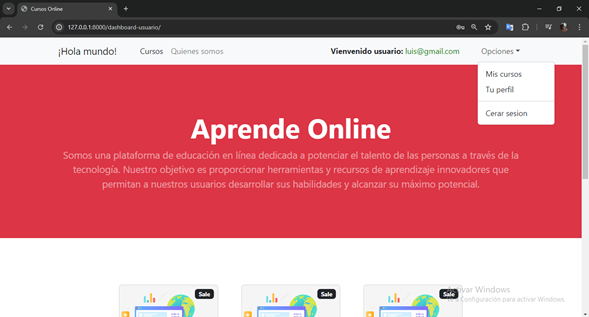 Cursos Online
127.0.0.1:8000/dashboard-usuario/
¡Hola mundo! Cursos Quienes somos Vienvenido usuario: luis@gmail.com Opciones
Mis cursos
Tu perfil
Cerar sesion
Aprende Online
Somos una plataforma de educación en línea dedicada a potenciar el talento de las personas a través de la
tecnología. Nuestro objetivo es proporcionar herramientas y recursos de aprendizaje innovadores que
permitan a nuestros usuarios desarrollar sus habilidades y alcanzar su máximo potencial.
Sale Sale Sale
Activar Windows
Configuración para activar Windows.